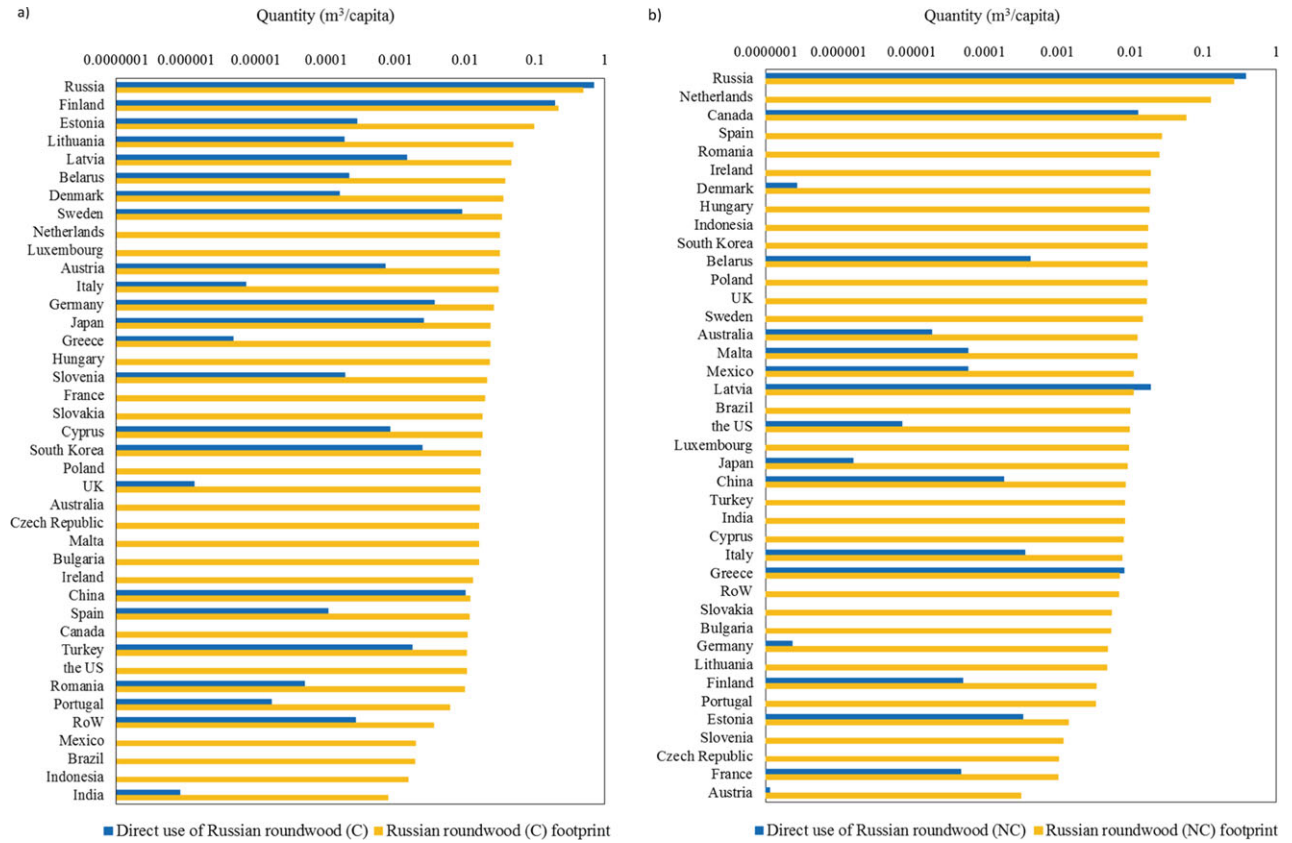 a)
Quantity (m³/capita)
0.0000001 0.000001 0.00001 0.0001 0.001 0.01 0.1 1
Russia
Finland
Estonia
Lithuania
Latvia
Belarus
Denmark
Sweden
Netherlands
Luxembourg
Austria
Italy
Germany
Japan
Greece
Hungary
Slovenia
France
Slovakia
Cyprus
South Korea
Poland
UK
Australia
Czech Republic
Malta
Bulgaria
Ireland
China
Spain
Canada
Turkey
the US
Romania
Portugal
RoW
Mexico
Brazil
Indonesia
India
Direct use of Russian roundwood (C) Russian roundwood (C) footprint
b)
Quantity (m³/capita)
0.0000001 0.000001 0.00001 0.0001 0.001 0.01 0.1 1
Russia
Netherlands
Canada
Spain
Romania
Ireland
Denmark
Hungary
Indonesia
South Korea
Belarus
Poland
UK
Sweden
Australia
Malta
Mexico
Latvia
Brazil
the US
Luxembourg
Japan
China
Turkey
India
Cyprus
Italy
Greece
RoW
Slovakia
Bulgaria
Germany
Lithuania
Finland
Portugal
Estonia
Slovenia
Czech Republic
France
Austria
Direct use of Russian roundwood (NC) Russian roundwood (NC) footprint